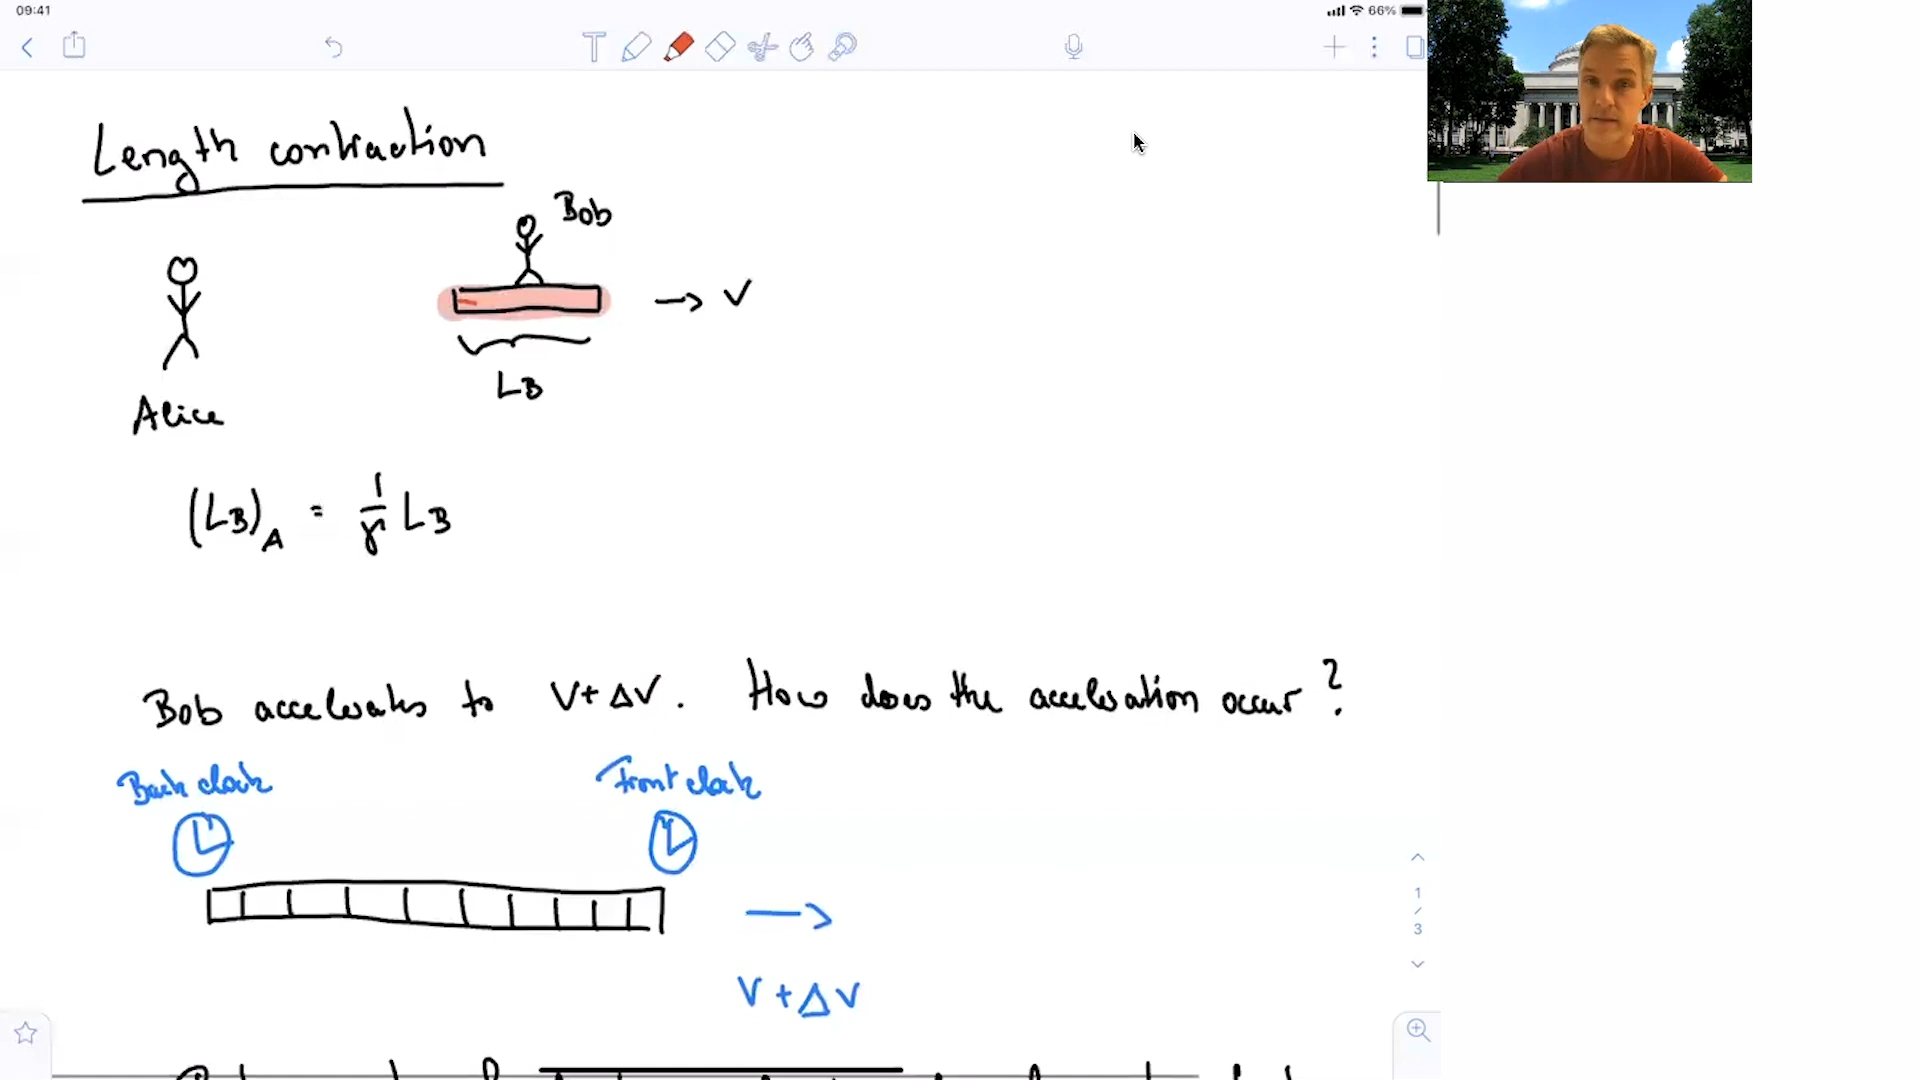 09:41
66%
Length contraction
Bob
→ v
LB
Alice
(LB)A = 1/γ LB
Bob accelerates to v+Δv. How does the acceleration occur?
Back clock
Front clock
→
v+Δv
1
/
3